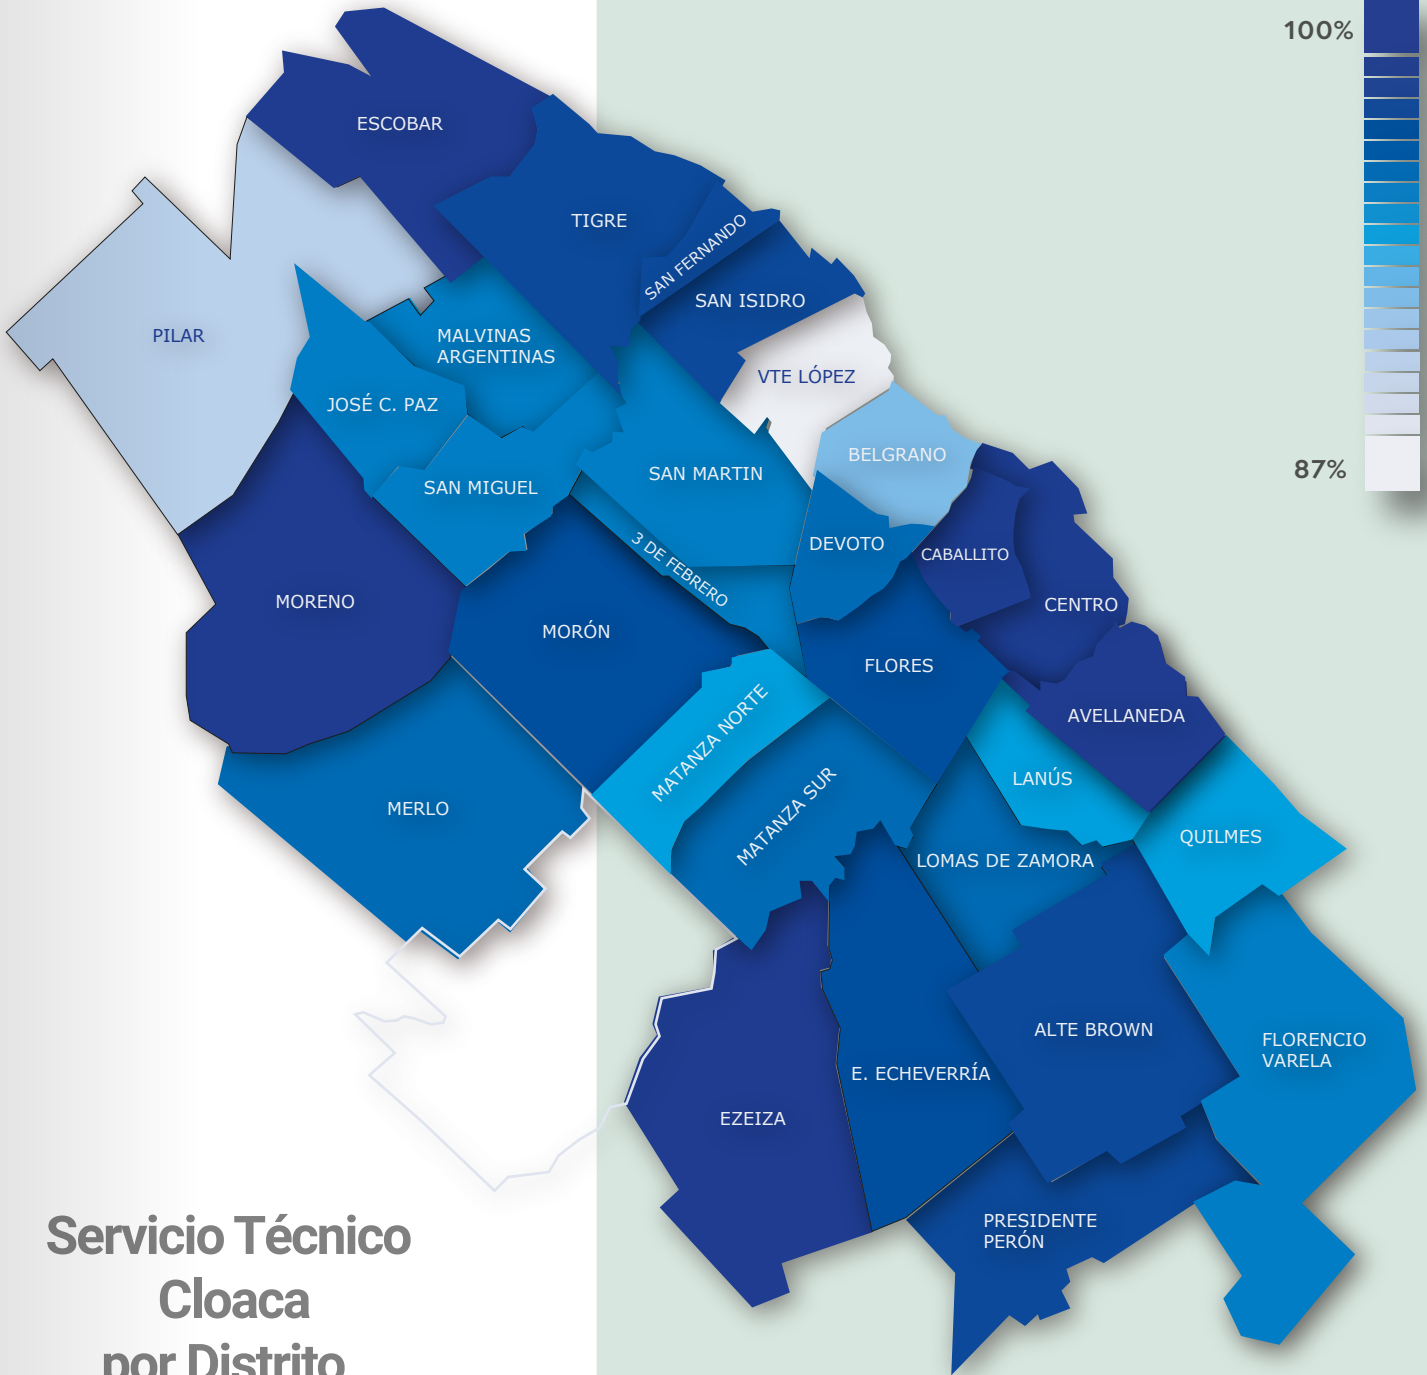 100%
ESCOBAR
TIGRE
SAN FERNANDO
SAN ISIDRO
PILAR
MALVINAS
ARGENTINAS
VTE LÓPEZ
JOSÉ C. PAZ
BELGRANO
87%
SAN MARTIN
SAN MIGUEL
DEVOTO
CABALLITO
3 DE FEBRERO
MORENO
CENTRO
MORÓN
FLORES
AVELLANEDA
MATANZA NORTE
LANÚS
MERLO
MATANZA SUR
QUILMES
LOMAS DE ZAMORA
ALTE BROWN
FLORENCIO
VARELA
E. ECHEVERRÍA
EZEIZA
PRESIDENTE
PERÓN
Servicio Técnico
Cloaca
por Distrito